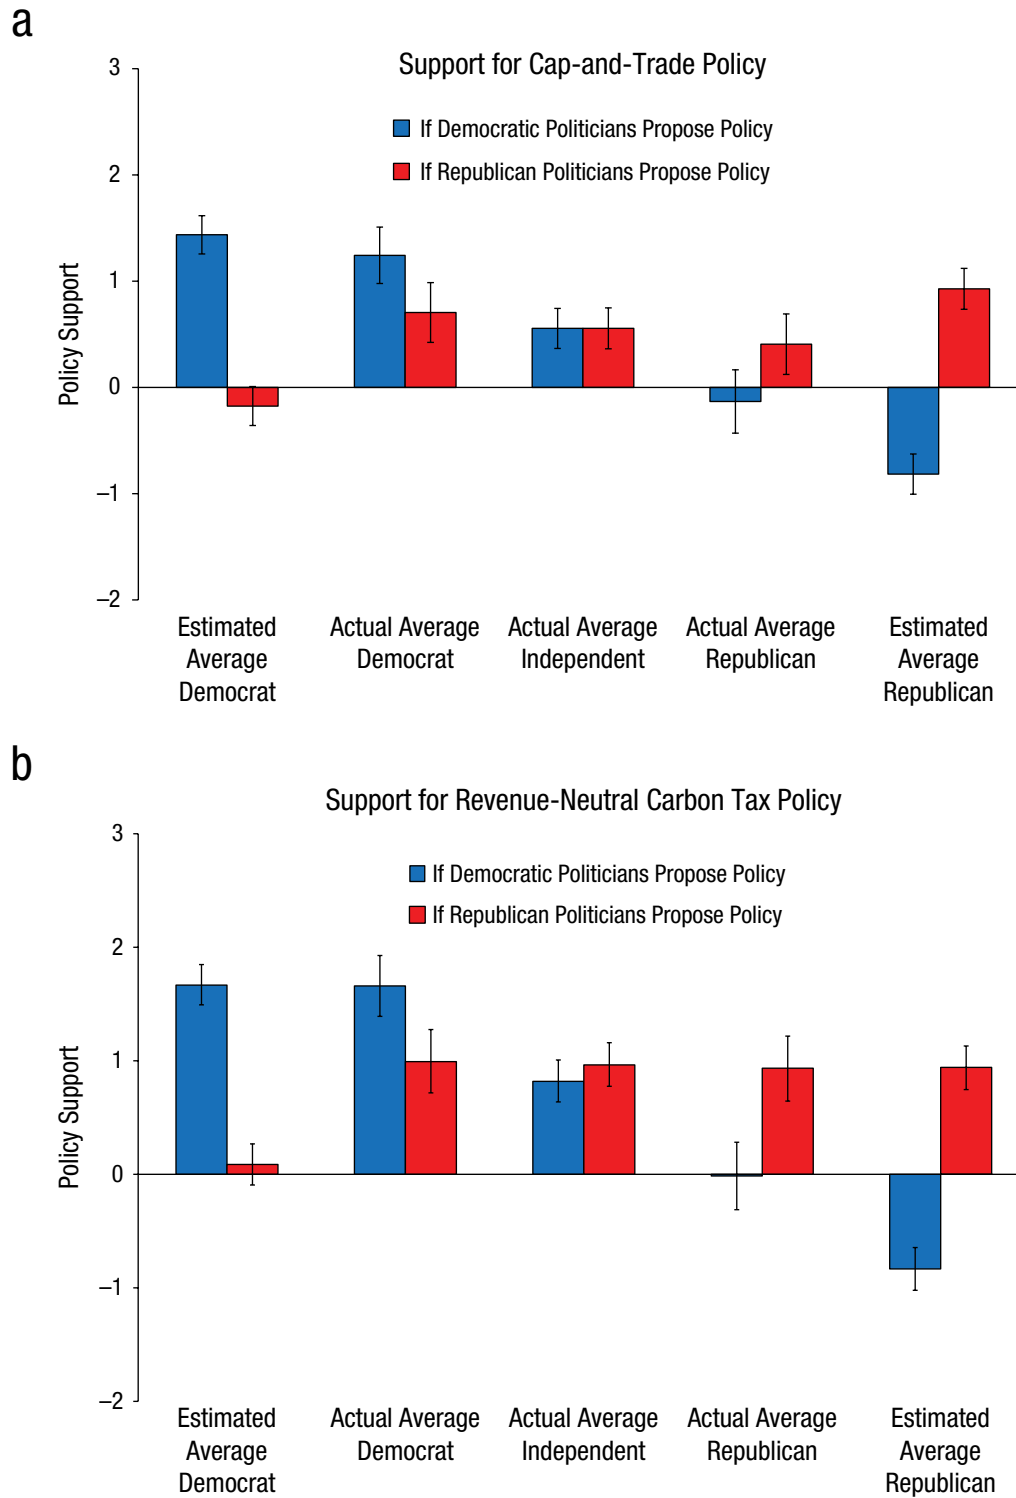 a
Support for Cap-and-Trade Policy
If Democratic Politicians Propose Policy
If Republican Politicians Propose Policy
3
2
1
0
–1
–2
Policy Support
Estimated
Average
Democrat
Actual Average
Democrat
Actual Average
Independent
Actual Average
Republican
Estimated
Average
Republican
b
Support for Revenue-Neutral Carbon Tax Policy
If Democratic Politicians Propose Policy
If Republican Politicians Propose Policy
3
2
1
0
–1
–2
Policy Support
Estimated
Average
Democrat
Actual Average
Democrat
Actual Average
Independent
Actual Average
Republican
Estimated
Average
Republican